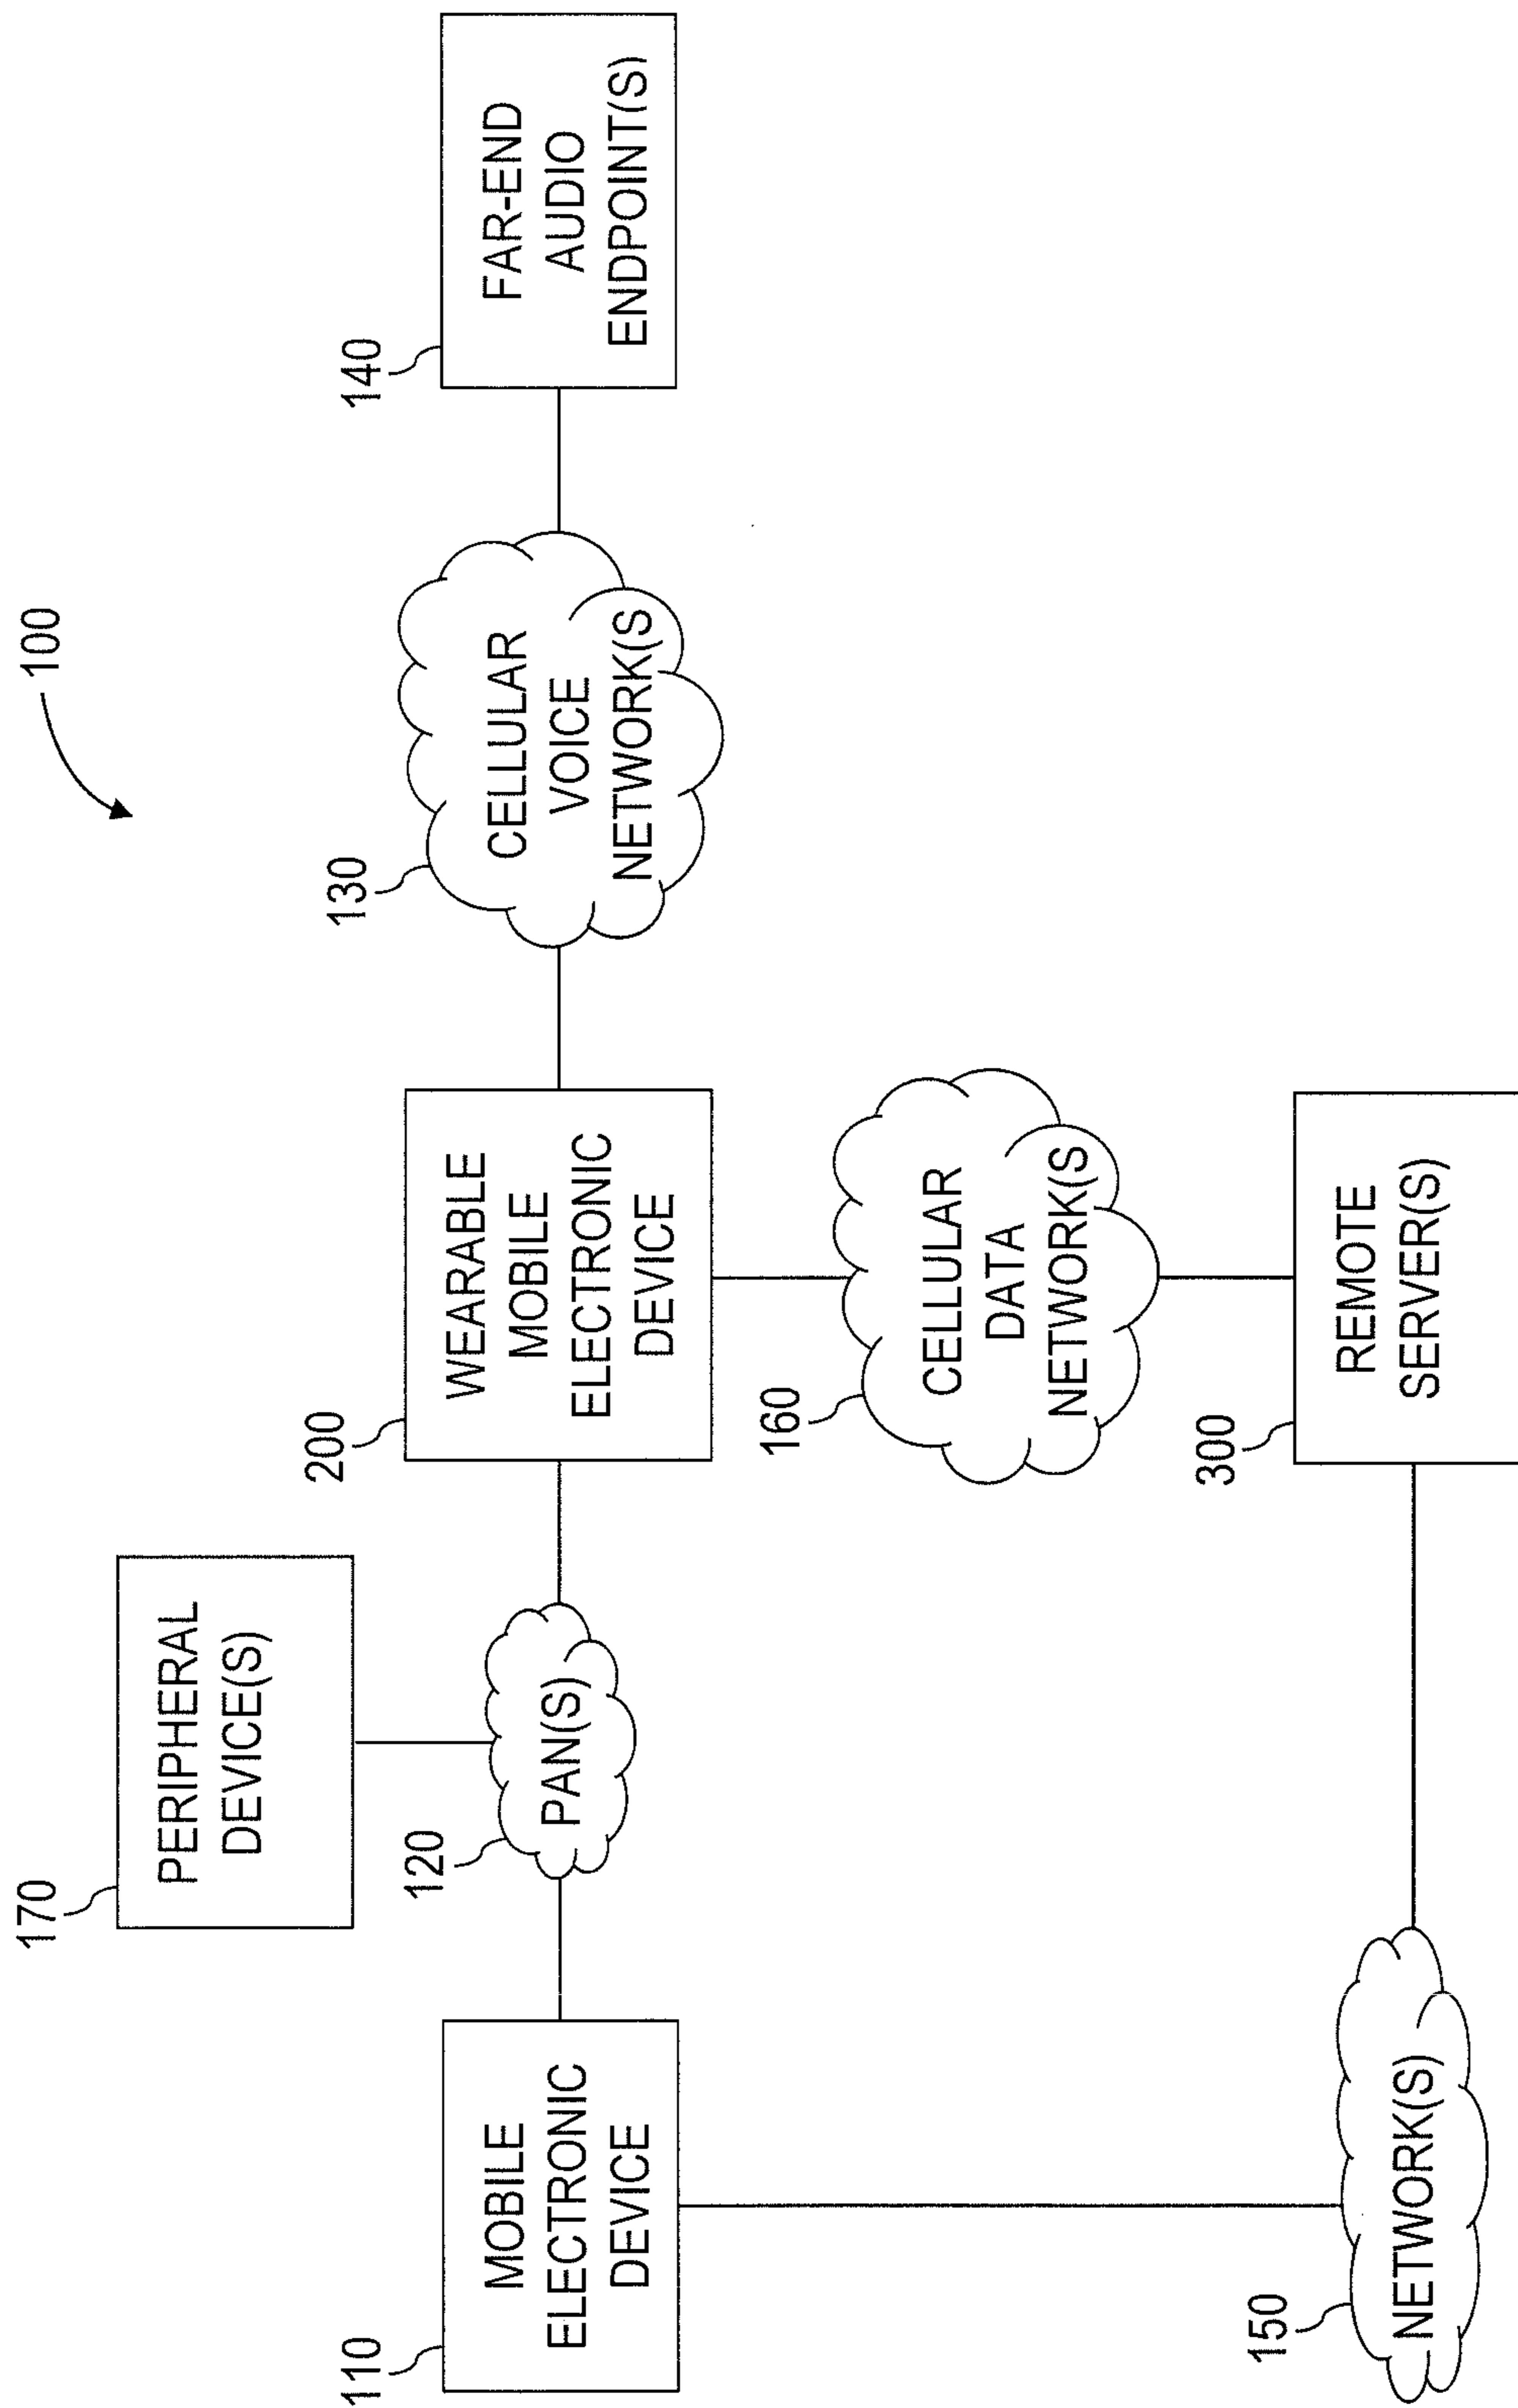 100
170
PERIPHERAL
DEVICE(S)
110
MOBILE
ELECTRONIC
DEVICE
120
PAN(S)
200
WEARABLE
MOBILE
ELECTRONIC
DEVICE
130
CELLULAR
VOICE
NETWORK(S
140
FAR-END
AUDIO
ENDPOINT(S)
160
CELLULAR
DATA
NETWORK(S
150
NETWORK(S)
300
REMOTE
SERVER(S)